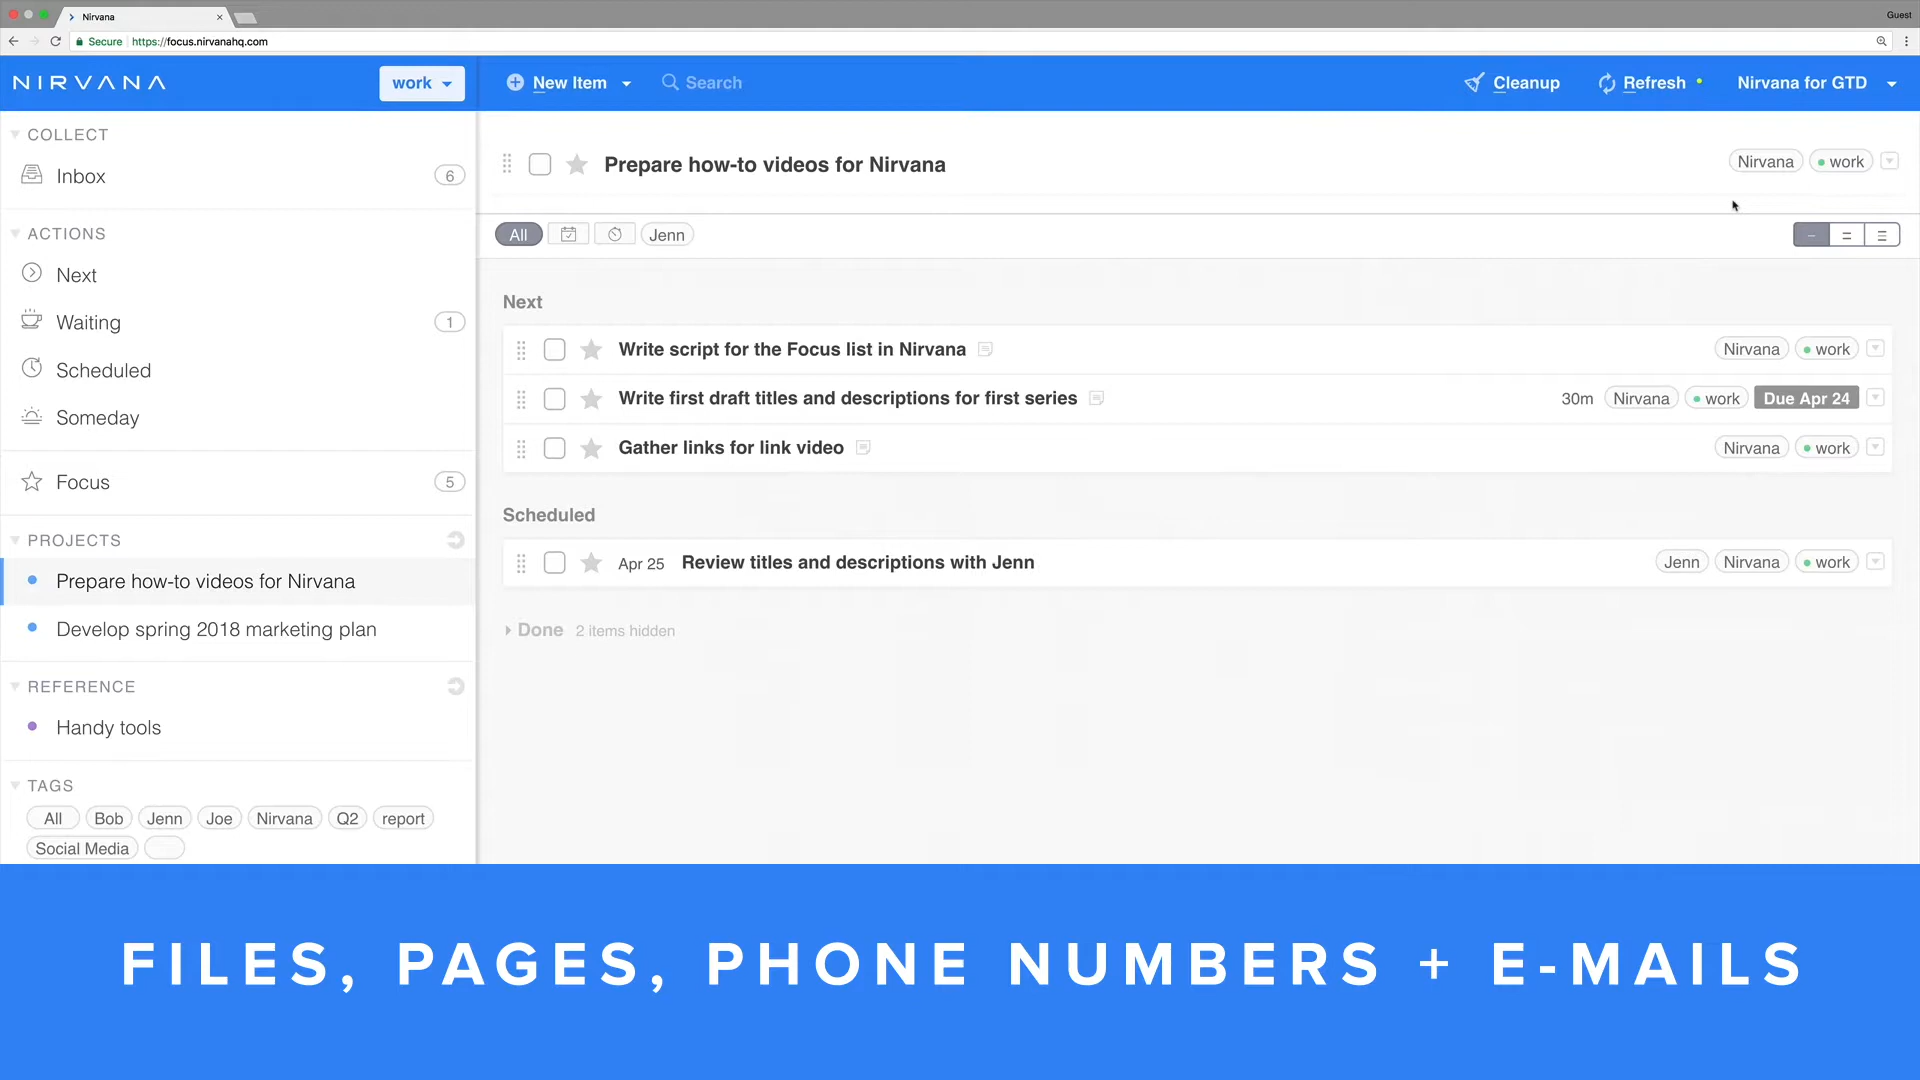 Nirvana
Guest
Secure https://focus.nirvanahq.com
NIRVANA
work
New Item
Search
Cleanup
Refresh
Nirvana for GTD
COLLECT
Inbox 6
ACTIONS
Next
Waiting 1
Scheduled
Someday
Focus 5
PROJECTS
Prepare how-to videos for Nirvana
Develop spring 2018 marketing plan
REFERENCE
Handy tools
TAGS
All Bob Jenn Joe Nirvana Q2 report
Social Media
Prepare how-to videos for Nirvana Nirvana work
All Jenn
Next
Write script for the Focus list in Nirvana Nirvana work
Write first draft titles and descriptions for first series 30m Nirvana work Due Apr 24
Gather links for link video Nirvana work
Scheduled
Apr 25 Review titles and descriptions with Jenn Jenn Nirvana work
Done 2 items hidden
FILES, PAGES, PHONE NUMBERS + E-MAILS